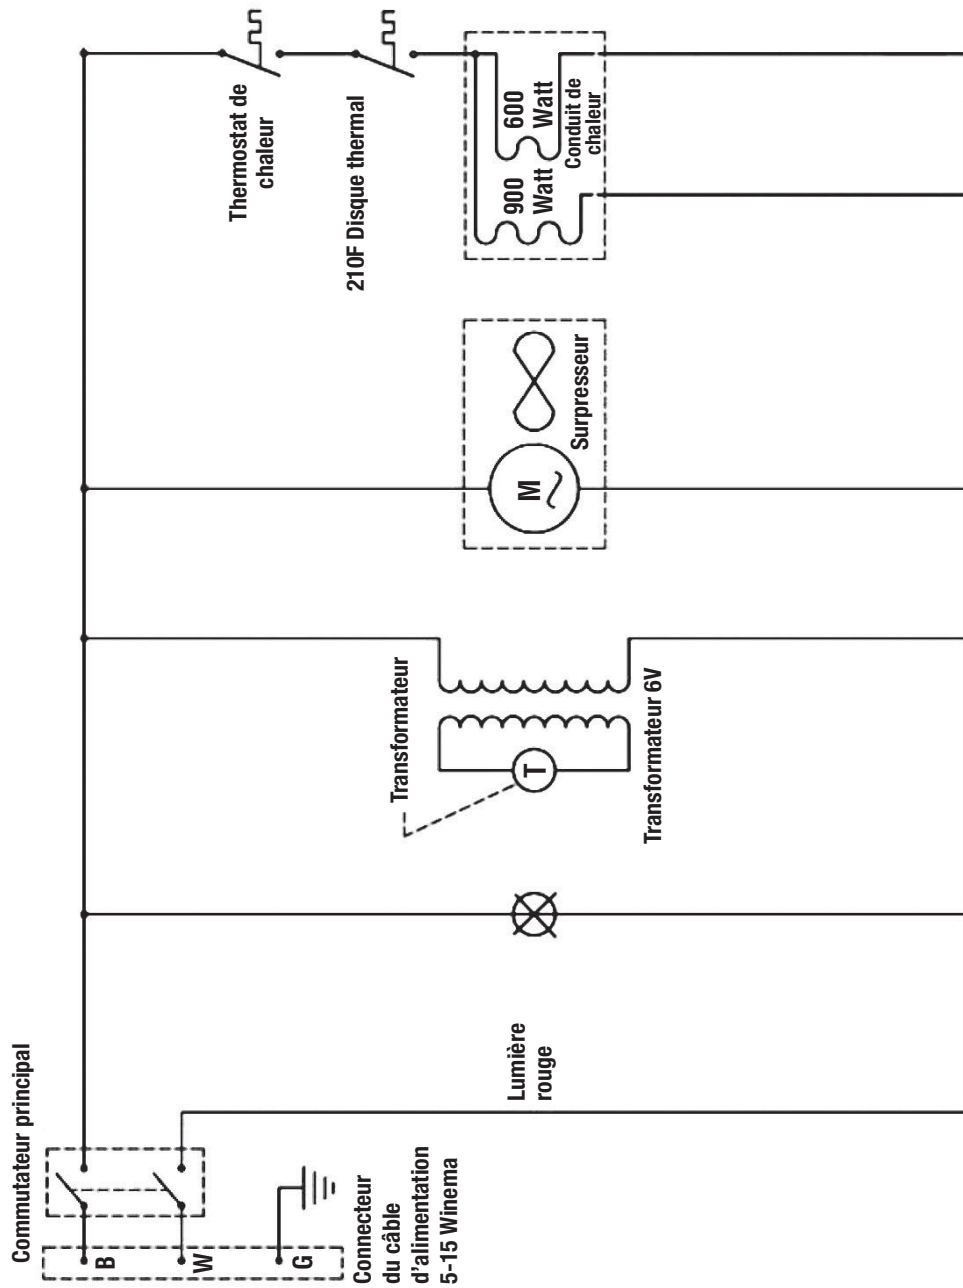 Commutateur principal
B
W
G
Connecteur
du câble
d'alimentation
5-15 Winema
Lumière
rouge
Transformateur
T
Transformateur 6V
M
Surpresseur
Thermostat de
chaleur
210F Disque thermal
900
Watt
600
Watt
Conduit de
chaleur